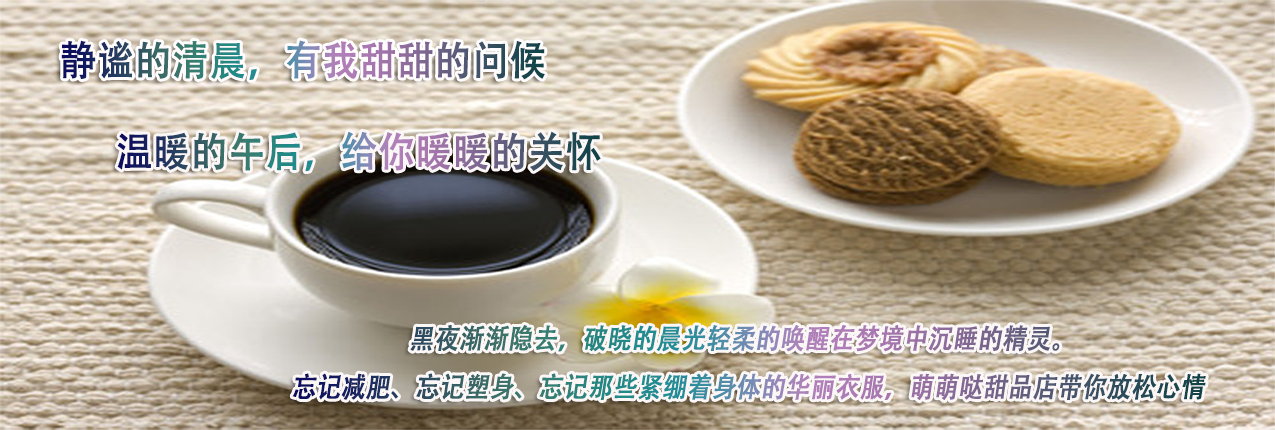 静谧的清晨，有我甜甜的问候
温暖的午后，给你暖暖的关怀
黑夜渐渐隐去，破晓的晨光轻柔的唤醒在梦境中沉睡的精灵。
忘记减肥、忘记塑身、忘记那些紧绷着身体的华丽衣服，萌萌哒甜品店带你放松心情